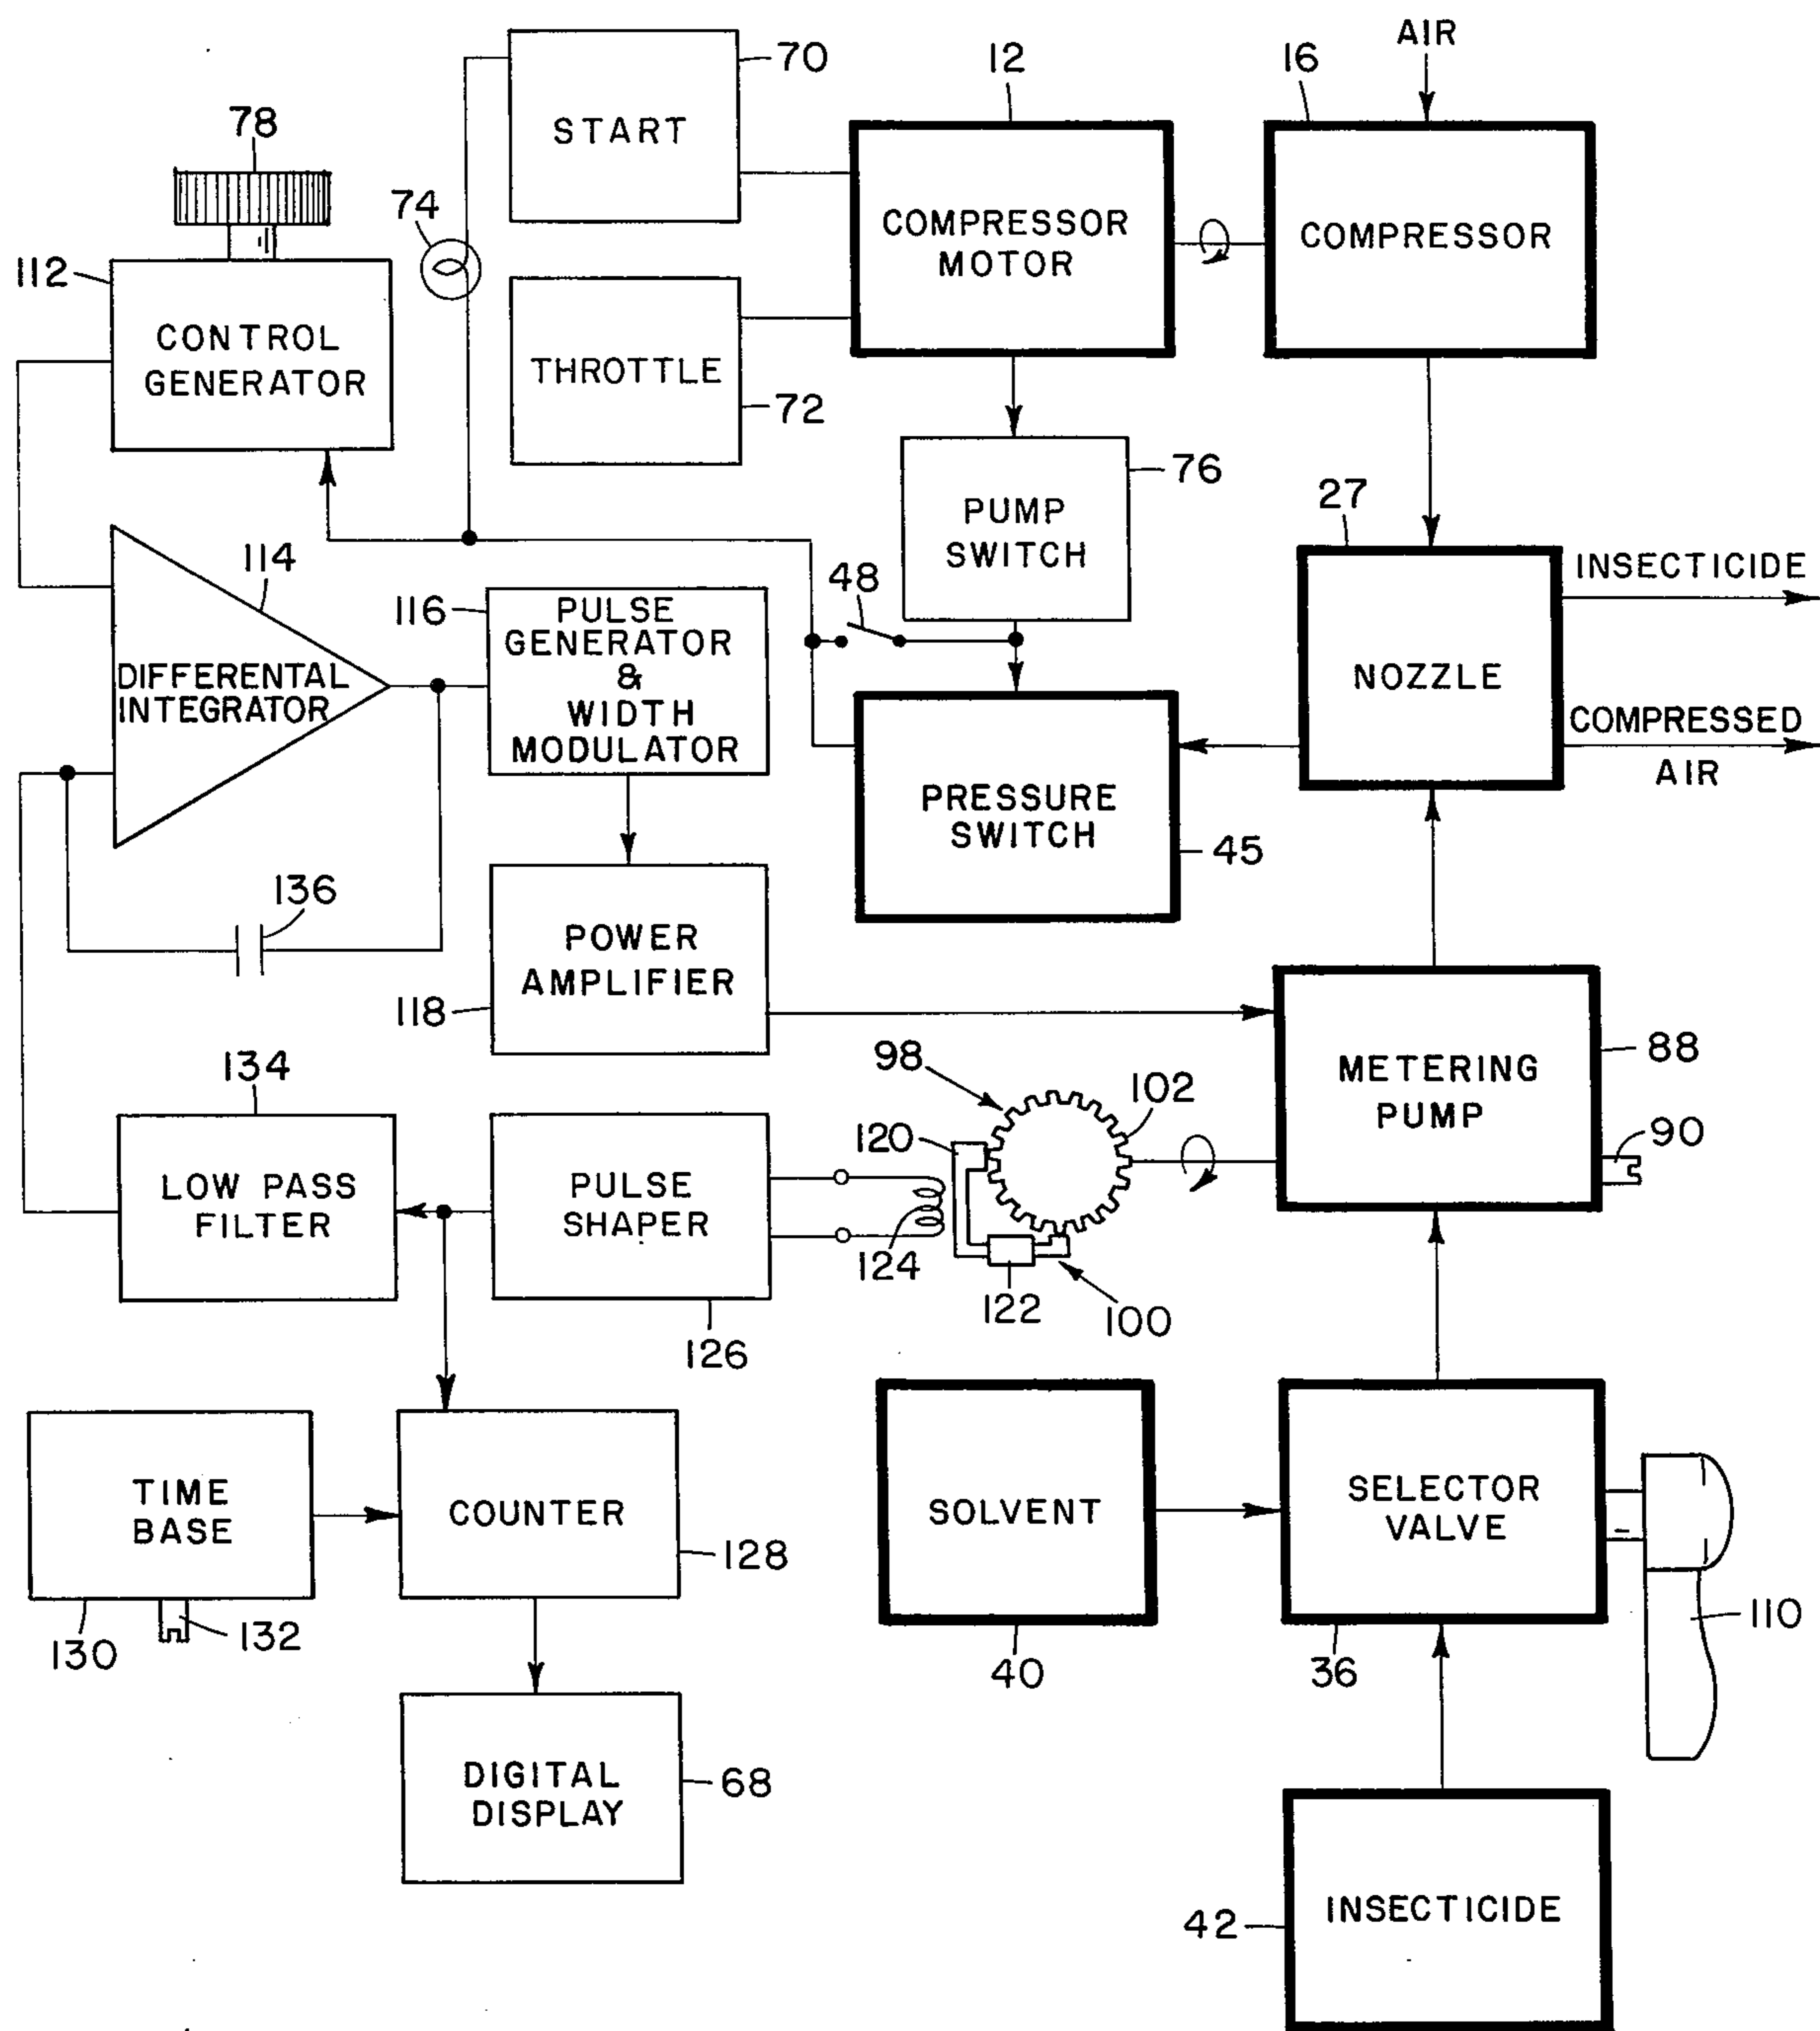 AIR
70
12
16
START
78
COMPRESSOR
MOTOR
COMPRESSOR
74
112
CONTROL
GENERATOR
THROTTLE
72
76
PUMP
SWITCH
27
114
48
INSECTICIDE
116
PULSE
GENERATOR
&
WIDTH
MODULATOR
DIFFERENTAL
INTEGRATOR
NOZZLE
COMPRESSED
AIR
PRESSURE
SWITCH
45
136
POWER
AMPLIFIER
118
98
102
METERING
PUMP
88
134
120
90
LOW PASS
FILTER
PULSE
SHAPER
124
122
100
126
TIME
BASE
COUNTER
128
SOLVENT
SELECTOR
VALVE
130
132
40
36
110
DIGITAL
DISPLAY
68
42
INSECTICIDE